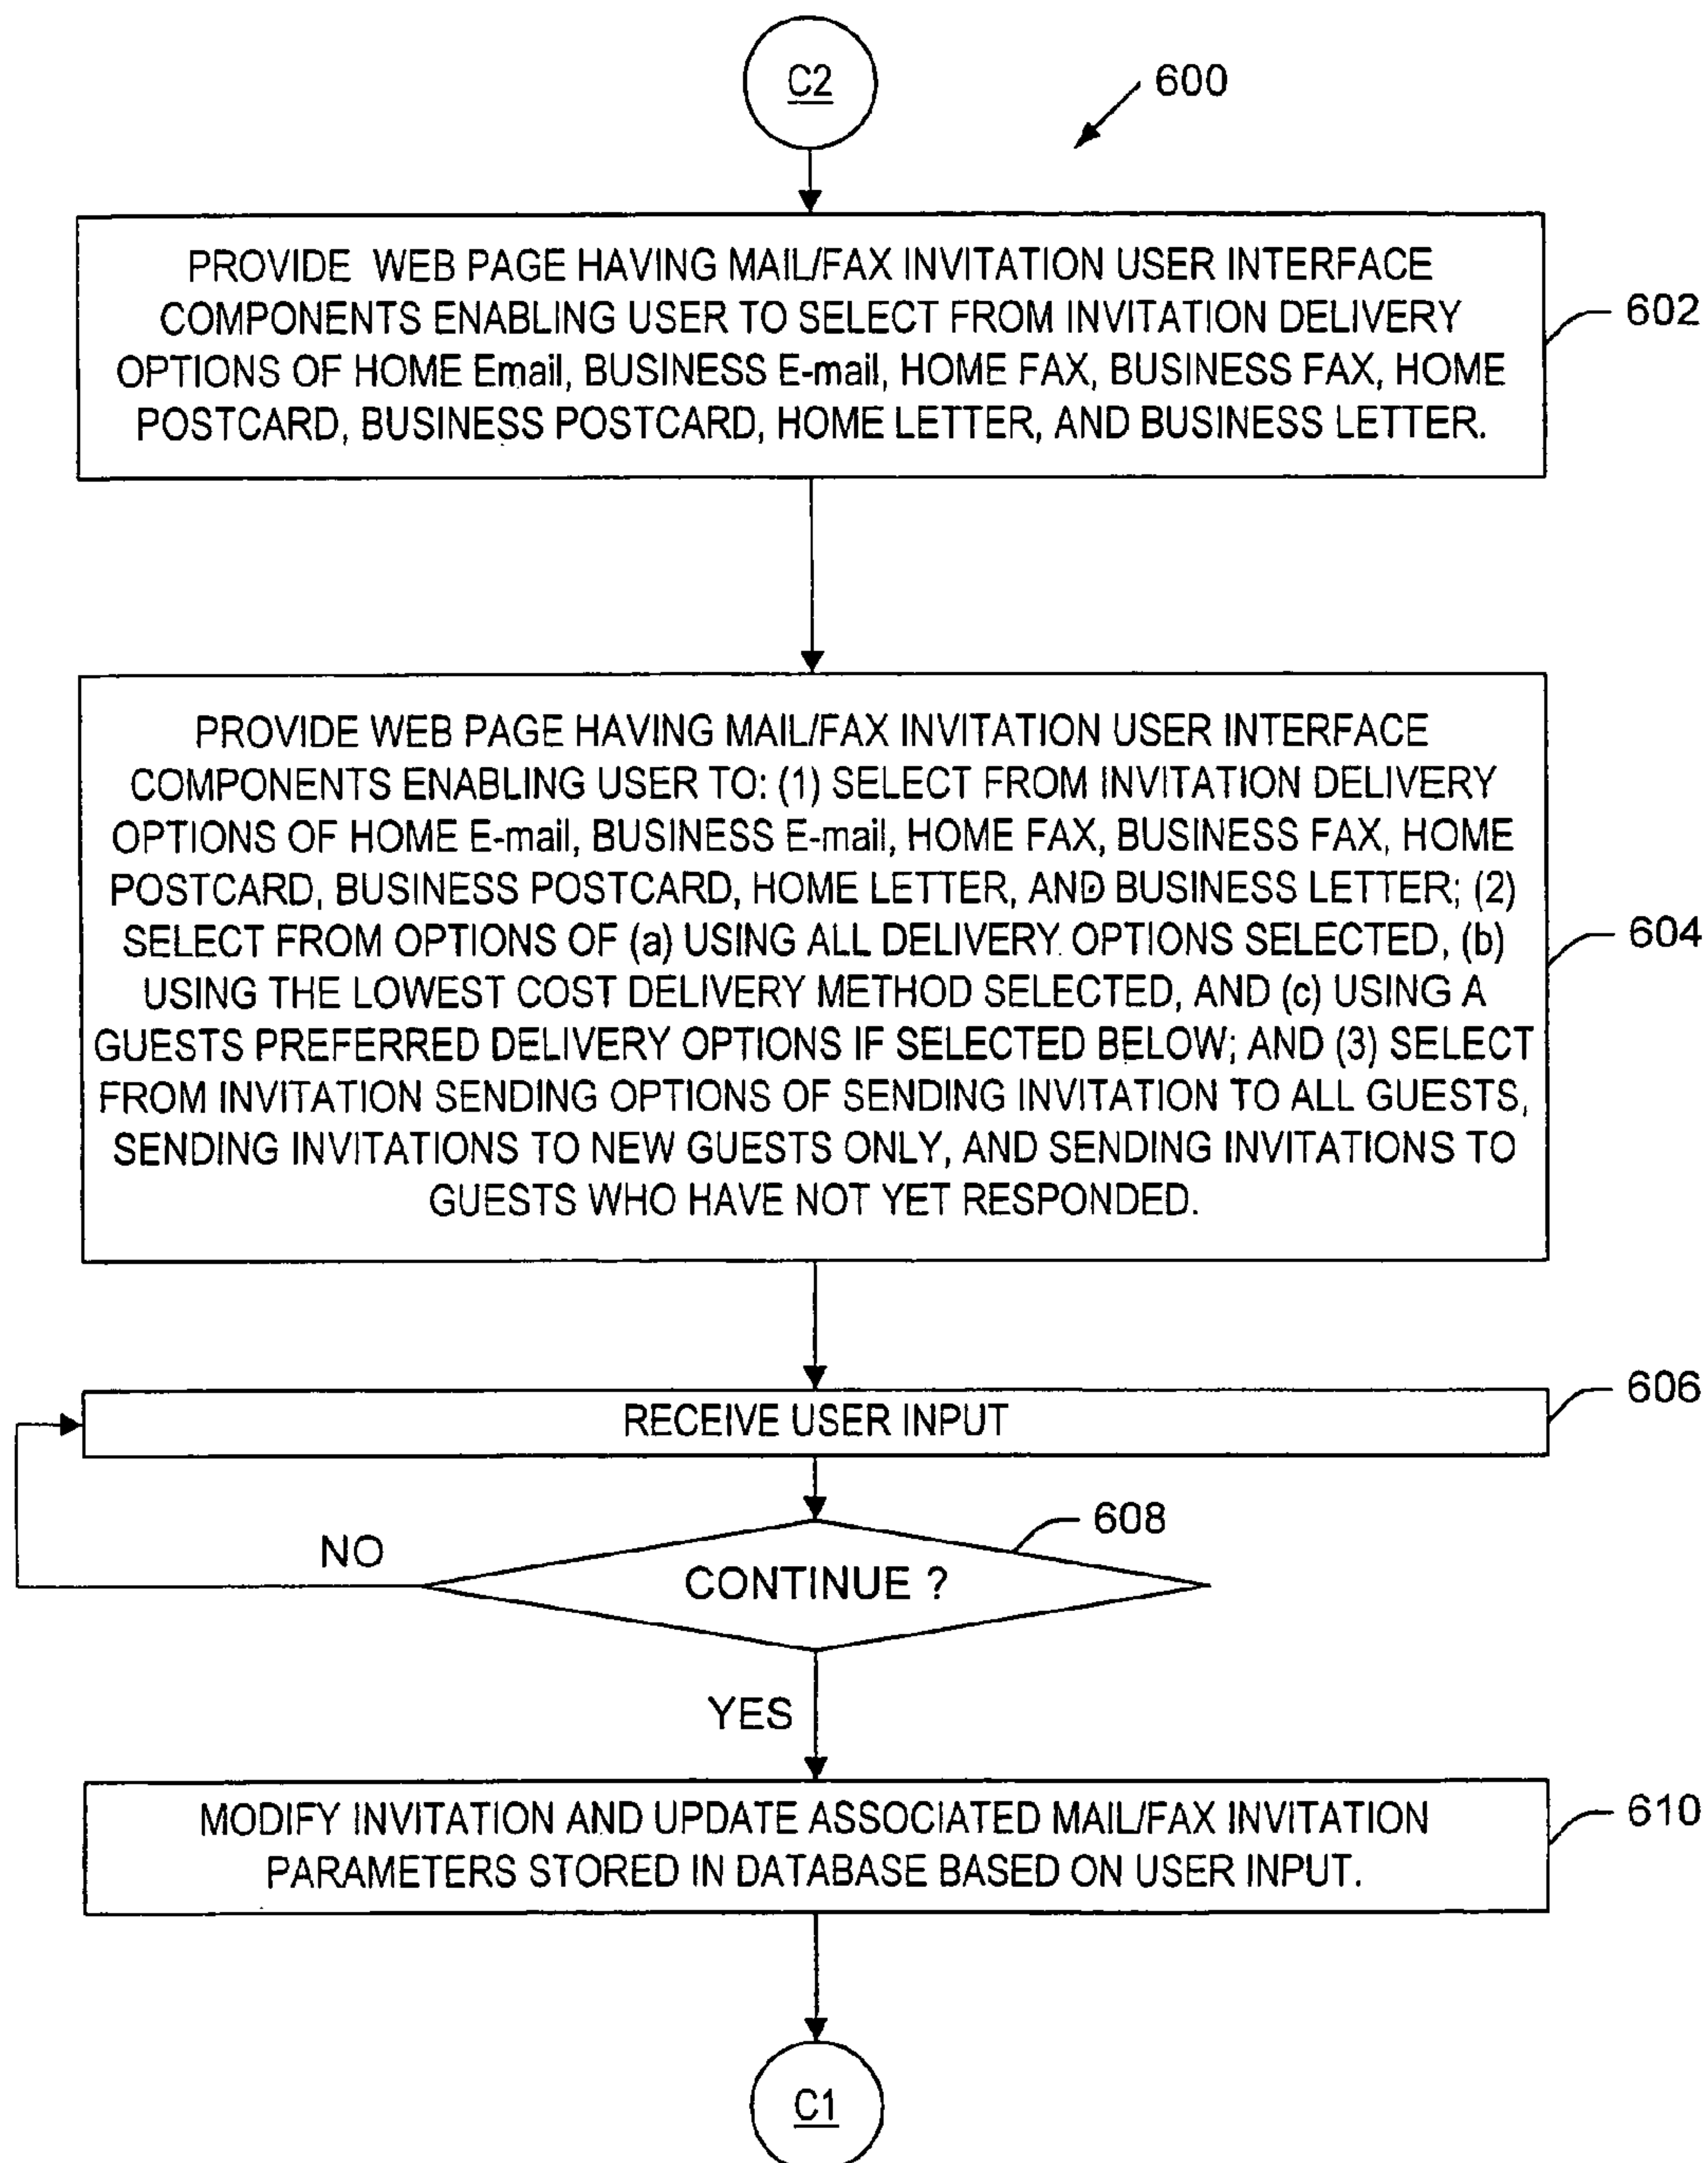 C2
600
PROVIDE WEB PAGE HAVING MAIL/FAX INVITATION USER INTERFACE
COMPONENTS ENABLING USER TO SELECT FROM INVITATION DELIVERY
OPTIONS OF HOME Email, BUSINESS E-mail, HOME FAX, BUSINESS FAX, HOME
POSTCARD, BUSINESS POSTCARD, HOME LETTER, AND BUSINESS LETTER.
602
PROVIDE WEB PAGE HAVING MAIL/FAX INVITATION USER INTERFACE
COMPONENTS ENABLING USER TO: (1) SELECT FROM INVITATION DELIVERY
OPTIONS OF HOME E-mail, BUSINESS E-mail, HOME FAX, BUSINESS FAX, HOME
POSTCARD, BUSINESS POSTCARD, HOME LETTER, AND BUSINESS LETTER; (2)
SELECT FROM OPTIONS OF (a) USING ALL DELIVERY OPTIONS SELECTED, (b)
USING THE LOWEST COST DELIVERY METHOD SELECTED, AND (c) USING A
GUESTS PREFERRED DELIVERY OPTIONS IF SELECTED BELOW; AND (3) SELECT
FROM INVITATION SENDING OPTIONS OF SENDING INVITATION TO ALL GUESTS,
SENDING INVITATIONS TO NEW GUESTS ONLY, AND SENDING INVITATIONS TO
GUESTS WHO HAVE NOT YET RESPONDED.
604
RECEIVE USER INPUT
606
CONTINUE ?
608
NO
YES
MODIFY INVITATION AND UPDATE ASSOCIATED MAIL/FAX INVITATION
PARAMETERS STORED IN DATABASE BASED ON USER INPUT.
610
C1